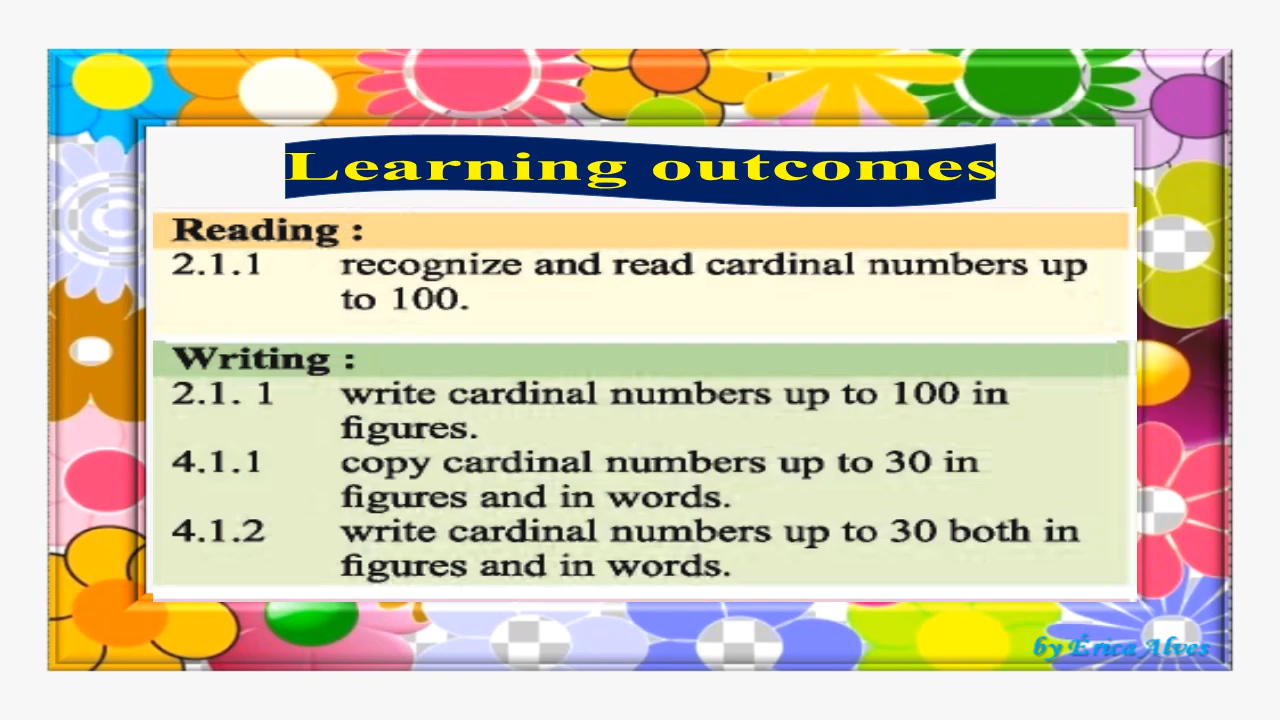 Learning outcomes
Reading :
2.1.1 recognize and read cardinal numbers up
to 100.
Writing :
2.1. 1 write cardinal numbers up to 100 in
figures.
4.1.1 copy cardinal numbers up to 30 in
figures and in words.
4.1.2 write cardinal numbers up to 30 both in
figures and in words.
by Érica Alves